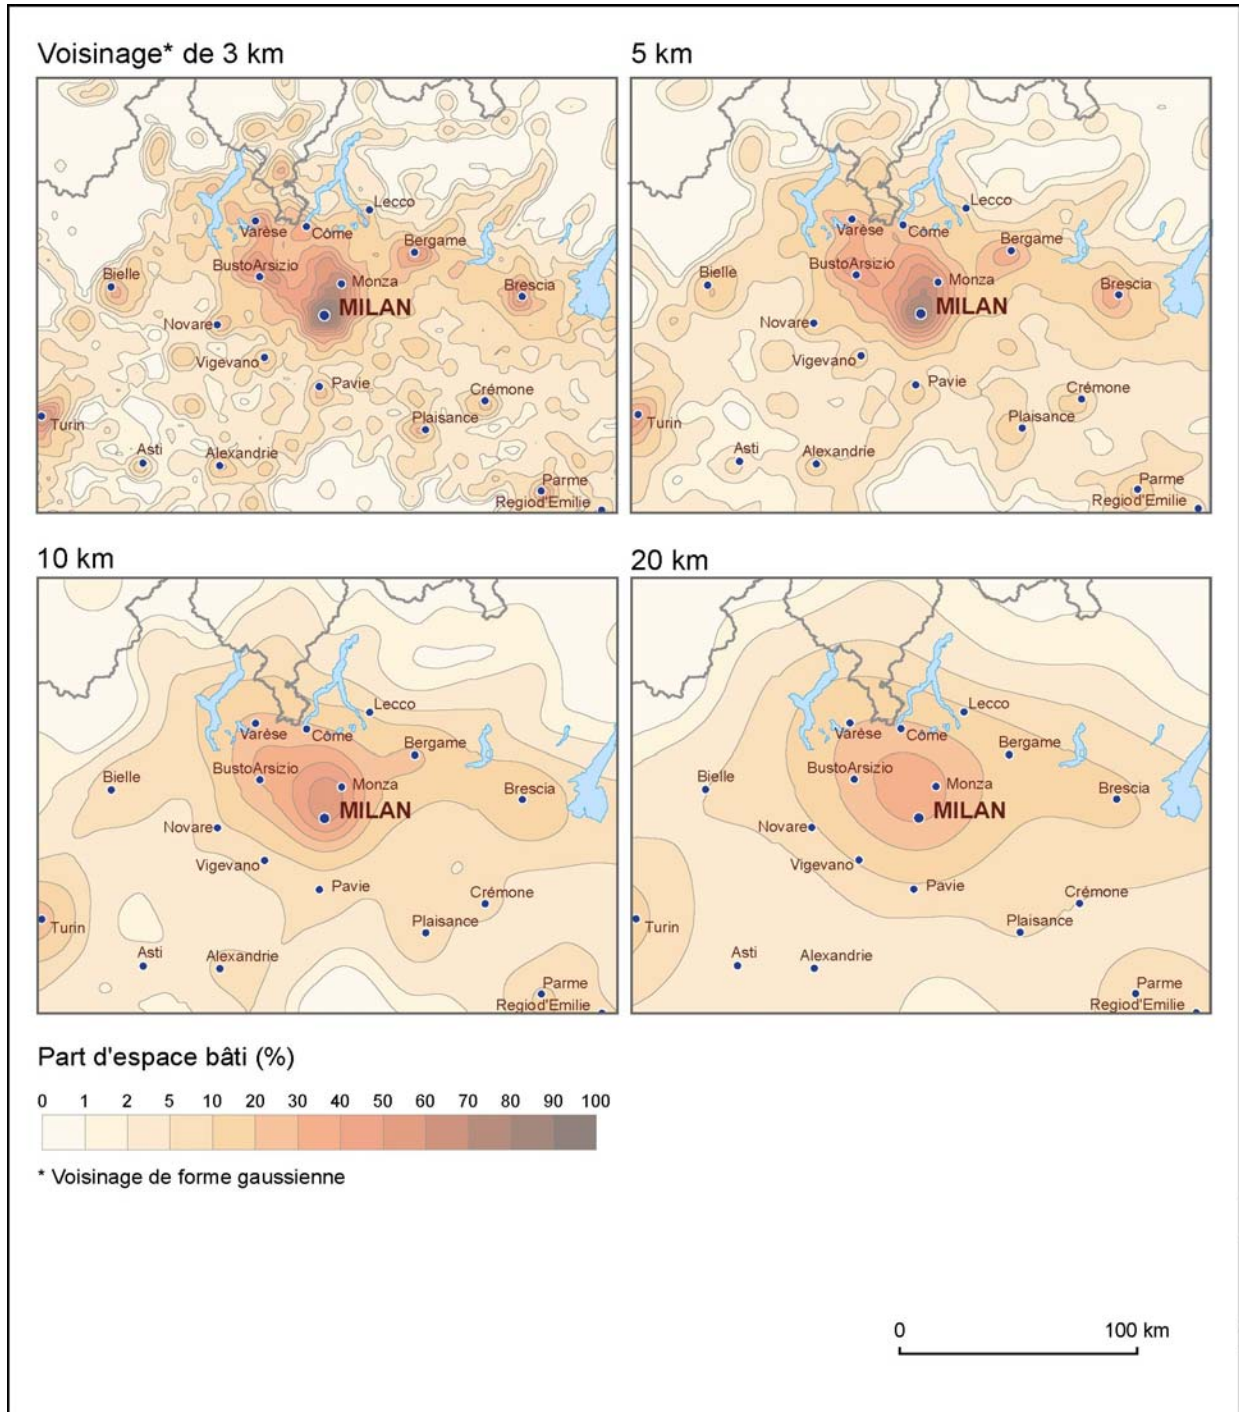 Voisinage* de 3 km
5 km
Lecco
Varèse
Côme
Bergame
BustoArsizio
Bielle
Monza
Brescia
MILAN
Novare
Vigevano
Pavie
Crémone
Turin
Plaisance
Asti
Alexandrie
Parme
Regiod'Emilie
Lecco
Varèse
Côme
Bergame
BustoArsizio
Bielle
Monza
Brescia
MILAN
Novare
Vigevano
Pavie
Crémone
Turin
Plaisance
Asti
Alexandrie
Parme
Regiod'Emilie
10 km
20 km
Lecco
Varèse
Côme
Bergame
BustoArsizio
Bielle
Monza
Brescia
MILAN
Novare
Vigevano
Pavie
Crémone
Turin
Plaisance
Asti
Alexandrie
Parme
Regiod'Emilie
Lecco
Varèse
Côme
Bergame
BustoArsizio
Bielle
Monza
Brescia
MILAN
Novare
Vigevano
Pavie
Crémone
Turin
Plaisance
Asti
Alexandrie
Parme
Regiod'Emilie
Part d'espace bâti (%)
0 1 2 5 10 20 30 40 50 60 70 80 90 100
* Voisinage de forme gaussienne
0 100 km